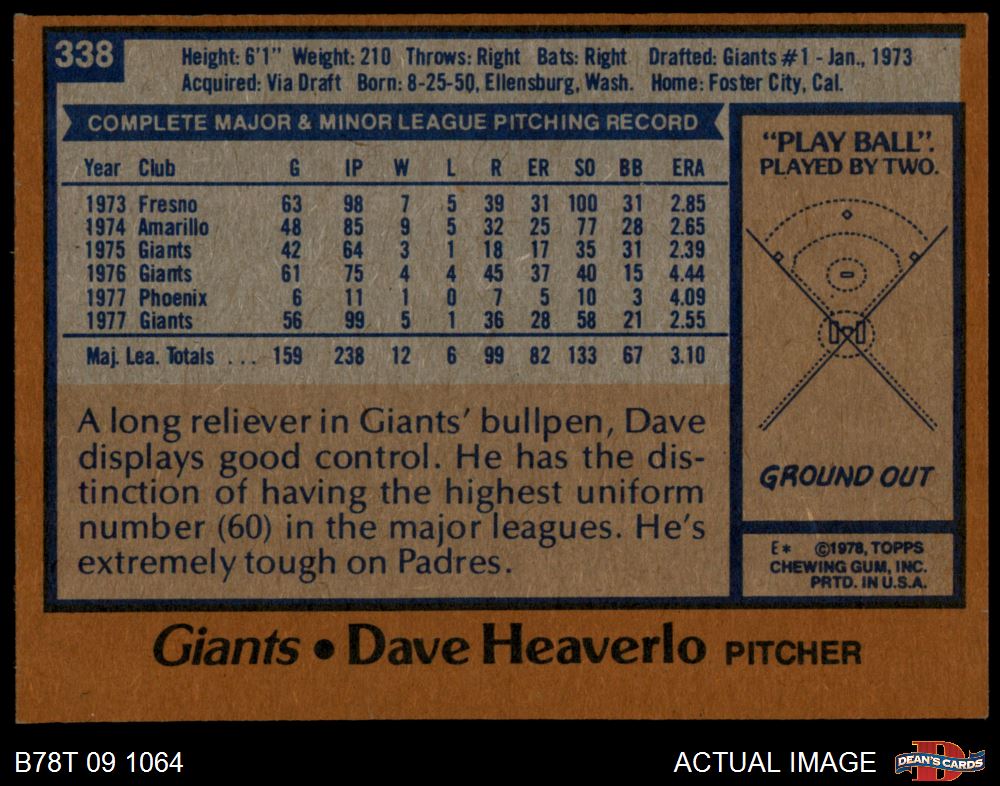 338
Height: 6'1" Weight: 210 Throws: Right Bats: Right Drafted: Giants #1 - Jan., 1973
Acquired: Via Draft Born: 8-25-50, Ellensburg, Wash. Home: Foster City, Cal.
COMPLETE MAJOR & MINOR LEAGUE PITCHING RECORD
Year Club G IP W L R ER SO BB ERA
1973 Fresno 63 98 7 5 39 31 100 31 2.85
1974 Amarillo 48 85 9 5 32 25 77 28 2.65
1975 Giants 42 64 3 1 18 17 35 31 2.39
1976 Giants 61 75 4 4 45 37 40 15 4.44
1977 Phoenix 6 11 1 0 7 5 10 3 4.09
1977 Giants 56 99 5 1 36 28 58 21 2.55
Maj. Lea. Totals ... 159 238 12 6 99 82 133 67 3.10
A long reliever in Giants' bullpen, Dave
displays good control. He has the dis-
tinction of having the highest uniform
number (60) in the major leagues. He's
extremely tough on Padres.
"PLAY BALL".
PLAYED BY TWO.
GROUND OUT
E* ©1978, TOPPS
CHEWING GUM, INC.
PRTD. IN U.S.A.
Giants • Dave Heaverlo PITCHER
B78T 09 1064
ACTUAL IMAGE
D
DEAN'S CARDS